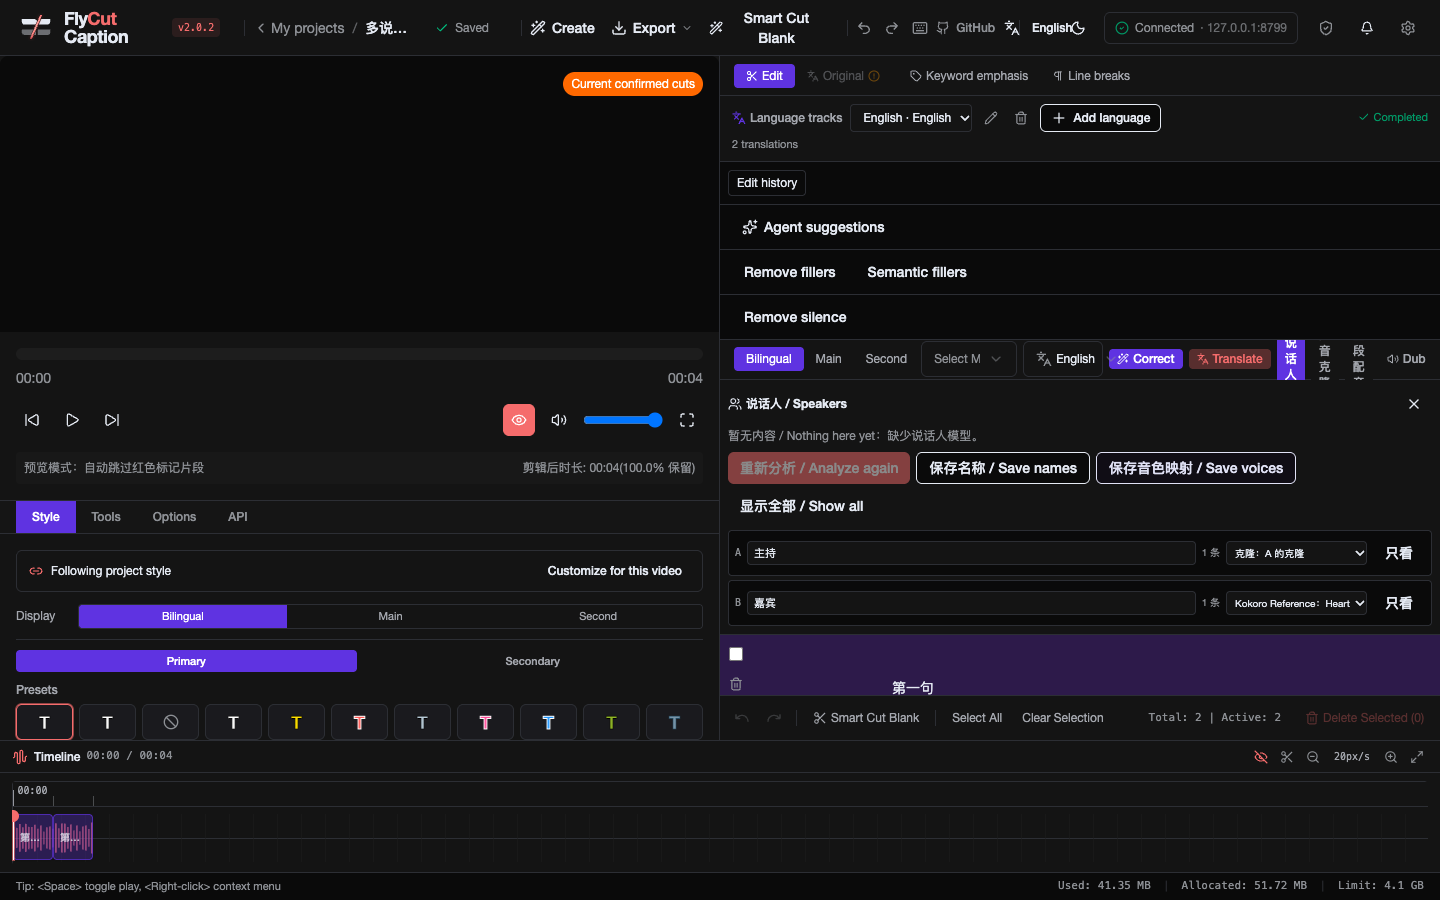 FlyCut
Caption
v2.0.2
My projects / 多说...
Saved
Create
Export
Smart Cut
Blank
GitHub
English
Connected · 127.0.0.1:8799
Current confirmed cuts
00:00
00:04
预览模式：自动跳过红色标记片段
剪辑后时长: 00:04(100.0% 保留)
Style
Tools
Options
API
Following project style
Customize for this video
Display
Bilingual
Main
Second
Primary
Secondary
Presets
T
T
T
T
T
T
T
T
T
T
Edit
Original
Keyword emphasis
Line breaks
Language tracks
English · English
Add language
Completed
2 translations
Edit history
Agent suggestions
Remove fillers
Semantic fillers
Remove silence
Bilingual
Main
Second
Select M
English
Correct
Translate
说
话
人
音
克
段
配
Dub
说话人 / Speakers
暂无内容 / Nothing here yet：缺少说话人模型。
重新分析 / Analyze again
保存名称 / Save names
保存音色映射 / Save voices
显示全部 / Show all
A
主持
1 条
克隆：A 的克隆
只看
B
嘉宾
1 条
Kokoro Reference：Heart
只看
第一句
Smart Cut Blank
Select All
Clear Selection
Total: 2 | Active: 2
Delete Selected (0)
Timeline
00:00 / 00:04
20px/s
00:00
第...
第...
Tip: <Space> toggle play, <Right-click> context menu
Used: 41.35 MB
Allocated: 51.72 MB
Limit: 4.1 GB